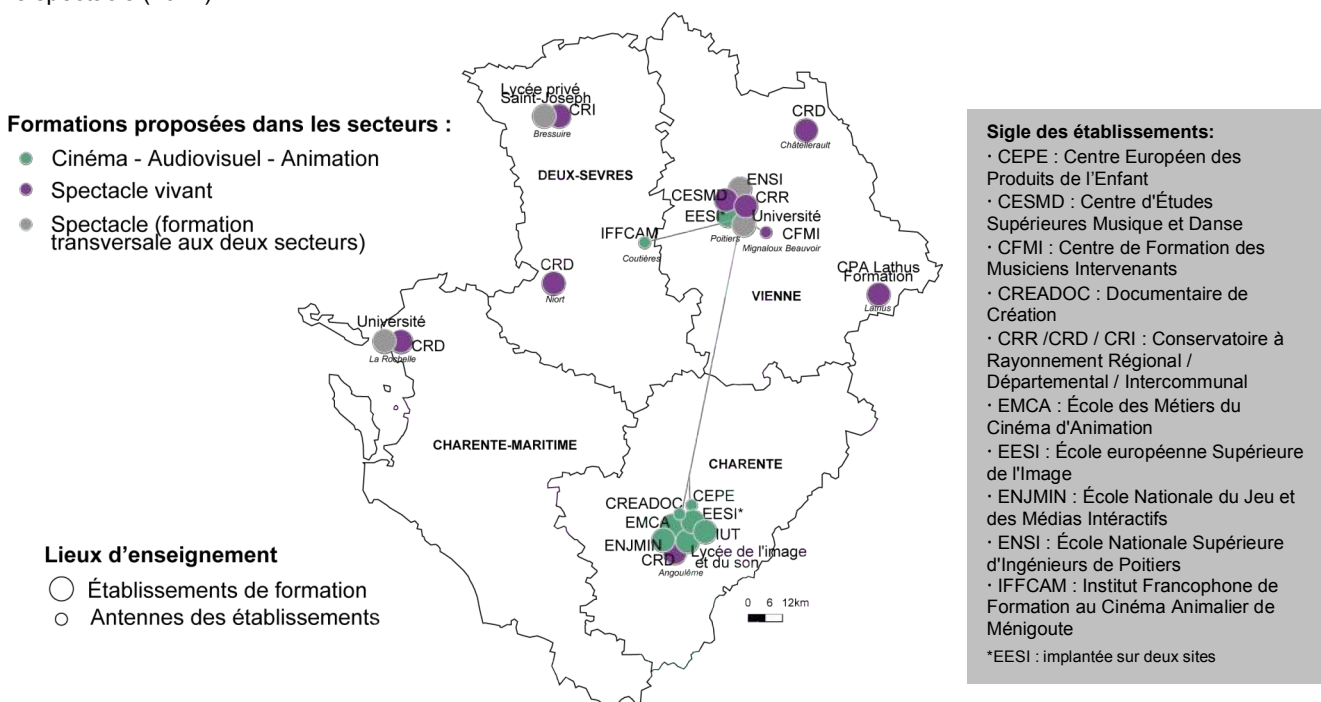 Formations proposées dans les secteurs :
Cinéma - Audiovisuel - Animation
Spectacle vivant
Spectacle (formation
transversale aux deux secteurs)
Lycée privé
Saint-Joseph
CRI
Bressuire
DEUX-SEVRES
CRD
Châtellerault
ENSI
CESMD
CRR
EESI*
Université
Poitiers
CFMI
Mignaloux Beauvoir
IFFCAM
Coutières
CRD
Niort
VIENNE
CPA Lathus
Formation
Lathus
Université
CRD
La Rochelle
CHARENTE-MARITIME
CHARENTE
CREADOC
CEPE
EESI*
EMCA
IUT
ENJMIN
Lycée de l'image
et du son
CRD
Angoulême
0 6 12km
Lieux d'enseignement
Établissements de formation
Antennes des établissements
Sigle des établissements:
· CEPE : Centre Européen des
Produits de l'Enfant
· CESMD : Centre d'Études
Supérieures Musique et Danse
· CFMI : Centre de Formation des
Musiciens Intervenants
· CREADOC : Documentaire de
Création
· CRR /CRD / CRI : Conservatoire à
Rayonnement Régional /
Départemental / Intercommunal
· EMCA : École des Métiers du
Cinéma d'Animation
· EESI : École européenne Supérieure
de l'Image
· ENJMIN : École Nationale du Jeu et
des Médias Intéractifs
· ENSI : École Nationale Supérieure
d'Ingénieurs de Poitiers
· IFFCAM : Institut Francophone de
Formation au Cinéma Animalier de
Ménigoute
*EESI : implantée sur deux sites